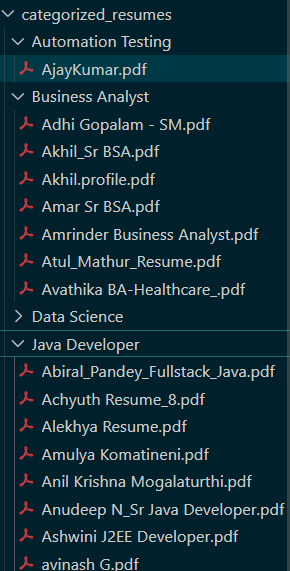 categorized_resumes
Automation Testing
AjayKumar.pdf
Business Analyst
Adhi Gopalam - SM.pdf
Akhil_Sr BSA.pdf
Akhil.profile.pdf
Amar Sr BSA.pdf
Amrinder Business Analyst.pdf
Atul_Mathur_Resume.pdf
Avathika BA-Healthcare_.pdf
Data Science
Java Developer
Abiral_Pandey_Fullstack_Java.pdf
Achyuth Resume_8.pdf
Alekhya Resume.pdf
Amulya Komatineni.pdf
Anil Krishna Mogalaturthi.pdf
Anudeep N_Sr Java Developer.pdf
Ashwini J2EE Developer.pdf
avinash G.pdf